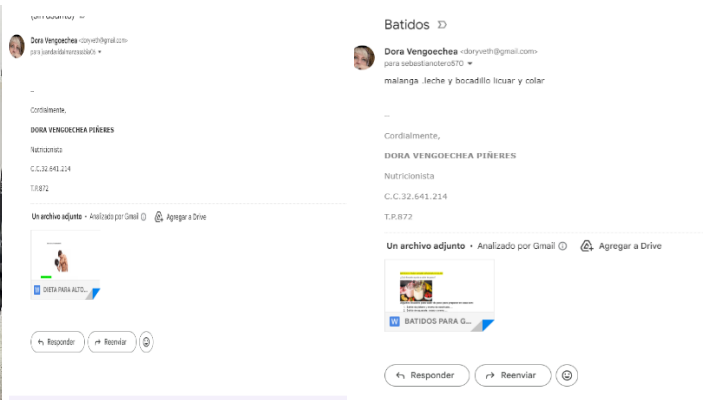 (sin asunto)
Dora Vengoechea
–
Cordialmente,
DORA VENGOECHEA PIÑERES
Nutricionista
C.C.32.641.214
T.P.872
Un archivo adjunto • Analizado por Gmail
Agregar a Drive
W DIETA PARA ALTO...
Responder
Reenviar
Batidos
Dora Vengoechea <doryveth@gmail.com>
para sebastianotero870
malanga .leche y bocadillo licuar y colar
--
Cordialmente,
DORA VENGOECHEA PIÑERES
Nutricionista
C.C.32.641.214
T.P.872
Un archivo adjunto • Analizado por Gmail
Agregar a Drive
W BATIDOS PARA G...
Responder
Reenviar